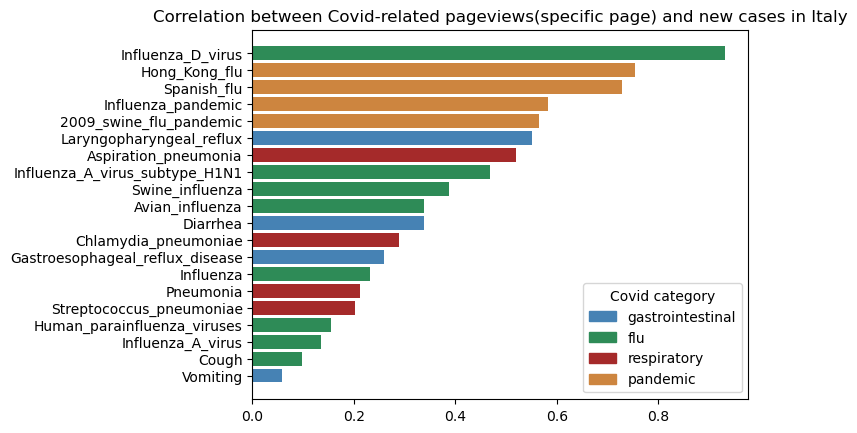 Correlation between Covid-related pageviews(specific page) and new cases in Italy
Influenza_D_virus
Hong_Kong_flu
Spanish_flu
Influenza_pandemic
2009_swine_flu_pandemic
Laryngopharyngeal_reflux
Aspiration_pneumonia
Influenza_A_virus_subtype_H1N1
Swine_influenza
Avian_influenza
Diarrhea
Chlamydia_pneumoniae
Gastroesophageal_reflux_disease
Influenza
Pneumonia
Streptococcus_pneumoniae
Human_parainfluenza_viruses
Influenza_A_virus
Cough
Vomiting
Covid category
gastrointestinal
flu
respiratory
pandemic
0.0 0.2 0.4 0.6 0.8